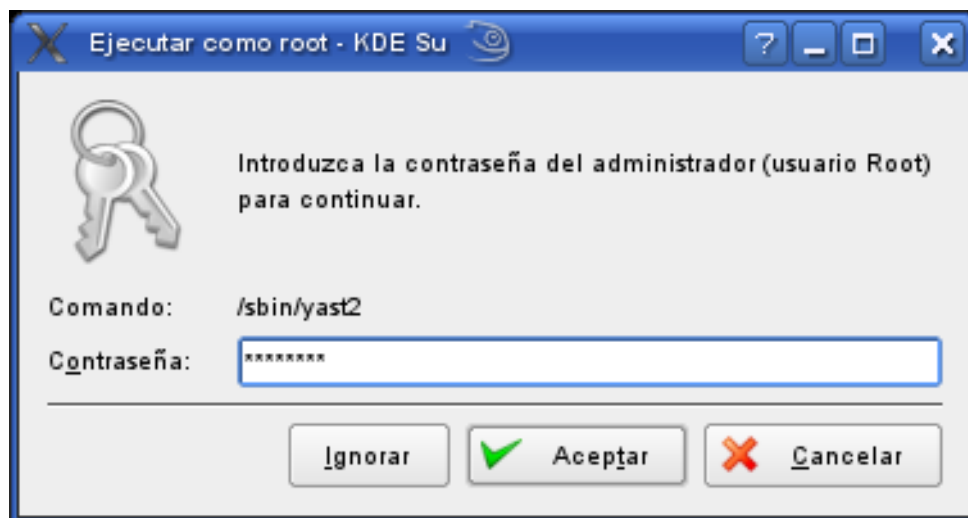 Ejecutar como root - KDE Su
?
Introduzca la contraseña del administrador (usuario Root)
para continuar.
Comando: /sbin/yast2
Contraseña: ********
Ignorar Aceptar Cancelar